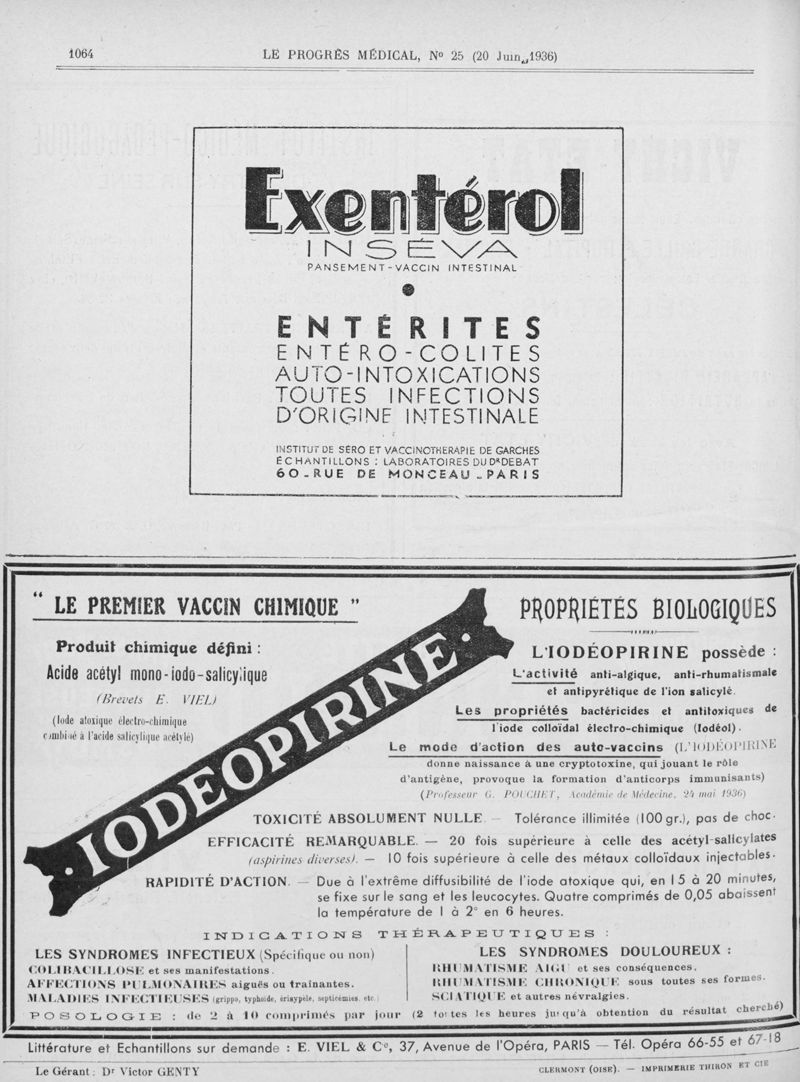 1064
LE PROGRÈS MÉDICAL, No 25 (20 Juin 1936)
Exentérol
INSÉVA
PANSEMENT-VACCIN INTESTINAL
ENTÉRITES
ENTÉRO-COLITES
AUTO-INTOXICATIONS
TOUTES INFECTIONS
D'ORIGINE INTESTINALE
INSTITUT DE SÉRO ET VACCINOTHERAPIE DE GARCHES
ÉCHANTILLONS : LABORATOIRES DU DR DEBAT
60 - RUE DE MONCEAU - PARIS
" LE PREMIER VACCIN CHIMIQUE "
Produit chimique défini :
Acide acétyl mono-iodo-salicylique
(Brevets E. VIEL)
(Iode atoxique électro-chimique
combiné à l'acide salicylique acétylé)
IODÉOPIRINE
PROPRIÉTÉS BIOLOGIQUES
L'IODÉOPIRINE possède :
L'activité anti-algique, anti-rhumatismale
et antipyrétique de l'ion salicylé.
Les propriétés bactéricides et antitoxiques de
l'iode colloïdal électro-chimique (Iodéol).
Le mode d'action des auto-vaccins (L'IODÉOPIRINE
donne naissance à une cryptotoxine, qui jouant le rôle
d'antigène, provoque la formation d'anticorps immunisants)
(Professeur G. POUCHET, Académie de Médecine, 24 mai 1936)
TOXICITÉ ABSOLUMENT NULLE. — Tolérance illimitée (100 gr.), pas de choc.
EFFICACITÉ REMARQUABLE. — 20 fois supérieure à celle des acétyl-salicylates
(aspirines diverses). — 10 fois supérieure à celle des métaux colloïdaux injectables.
RAPIDITÉ D'ACTION. — Due à l'extrême diffusibilité de l'iode atoxique qui, en 15 à 20 minutes,
se fixe sur le sang et les leucocytes. Quatre comprimés de 0,05 abaissent
la température de 1 à 2° en 6 heures.
INDICATIONS THÉRAPEUTIQUES :
LES SYNDROMES INFECTIEUX (Spécifique ou non)
COLIBACILLOSE et ses manifestations.
AFFECTIONS PULMONAIRES aiguës ou trainantes.
MALADIES INFECTIEUSES (grippe, typhoïde, érisypèle, septicémies, etc.)
LES SYNDROMES DOULOUREUX :
RHUMATISME AIGU et ses conséquences.
RHUMATISME CHRONIQUE sous toutes ses formes.
SCIATIQUE et autres névralgies.
POSOLOGIE : de 2 à 10 comprimés par jour (2 toutes les heures jusqu'à obtention du résultat cherché)
Littérature et Echantillons sur demande : E. VIEL & Cie, 37, Avenue de l'Opéra, PARIS — Tél. Opéra 66-55 et 67-18
Le Gérant : Dr Victor GENTY
CLERMONT (OISE). — IMPRIMERIE THIRON ET CIE